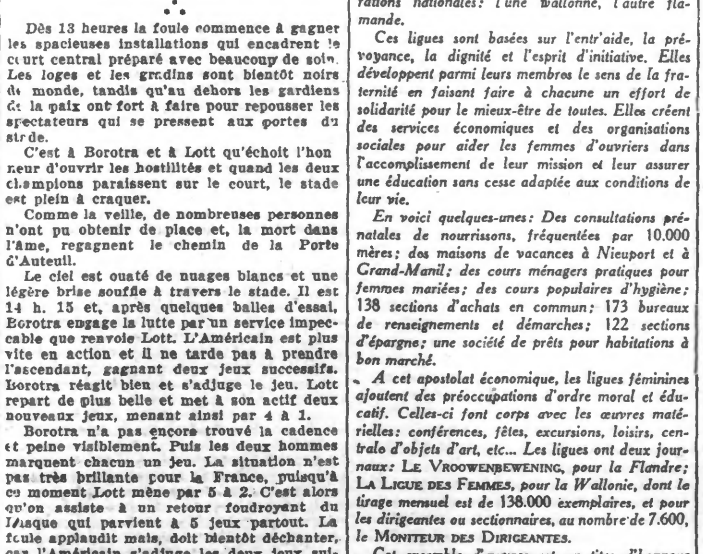 Dès 13 heures la foule commence à gagner
les spacieuses installations qui encadrent le
court central préparé avec beaucoup de soin.
Les loges et les gradins sont bientôt noirs
de monde, tandis qu'au dehors les gardiens
de la paix ont fort à faire pour repousser les
spectateurs qui se pressent aux portes du
stade.
C'est à Borotra et à Lott qu'échoit l'hon
neur d'ouvrir les hostilités et quand les deux
champions paraissent sur le court, le stade
est plein à craquer.
Comme la veille, de nombreuses personnes
n'ont pu obtenir de place et, la mort dans
l'âme, regagnent le chemin de la Porte
d'Auteuil.
Le ciel est ouaté de nuages blancs et une
légère brise souffle à travers le stade. Il est
14 h. 15 et, après quelques balles d'essai,
Borotra engage la lutte par un service impec-
cable que renvoie Lott. L'Américain est plus
vite en action et il ne tarde pas à prendre
l'ascendant, gagnant deux jeux successifs.
Borotra réagit bien et s'adjuge le jeu. Lott
repart de plus belle et met à son actif deux
nouveaux jeux, menant ainsi par 4 à 1.
Borotra n'a pas encore trouvé la cadence
et peine visiblement. Puis les deux hommes
marquent chacun un jeu. La situation n'est
pas très brillante pour la France, puisqu'à
ce moment Lott mène par 5 à 2. C'est alors
qu'on assiste à un retour foudroyant du
Basque qui parvient à 5 jeux partout. La
foule applaudit mais, doit bientôt déchanter,
car l'Américain s'adjuge les deux jeux sui-
rations nationales: l'une wallonne, l'autre fla-
mande.
Ces ligues sont basées sur l'entr'aide, la pré-
voyance, la dignité et l'esprit d'initiative. Elles
développent parmi leurs membres le sens de la fra-
ternité en faisant faire à chacune un effort de
solidarité pour le mieux-être de toutes. Elles créent
des services économiques et des organisations
sociales pour aider les femmes d'ouvriers dans
l'accomplissement de leur mission et leur assurer
une éducation sans cesse adaptée aux conditions de
leur vie.
En voici quelques-unes: Des consultations pré-
natales de nourrissons, fréquentées par 10.000
mères; des maisons de vacances à Nieuport et à
Grand-Manil; des cours ménagers pratiques pour
femmes mariées; des cours populaires d'hygiène;
138 sections d'achats en commun; 173 bureaux
de renseignements et démarches; 122 sections
d'épargne; une société de prêts pour habitations à
bon marché.
A cet apostolat économique, les ligues féminines
ajoutent des préoccupations d'ordre moral et édu-
catif. Celles-ci font corps avec les œuvres maté-
rielles: conférences, fêtes, excursions, loisirs, cen-
trale d'objets d'art, etc... Les ligues ont deux jour-
naux: LE VROOWENBEWENING, pour la Flandre;
LA LIGUE DES FEMMES, pour la Wallonie, dont le
tirage mensuel est de 138.000 exemplaires, et pour
les dirigeantes ou sectionnaires, au nombre de 7.600,
le MONITEUR DES DIRIGEANTES.